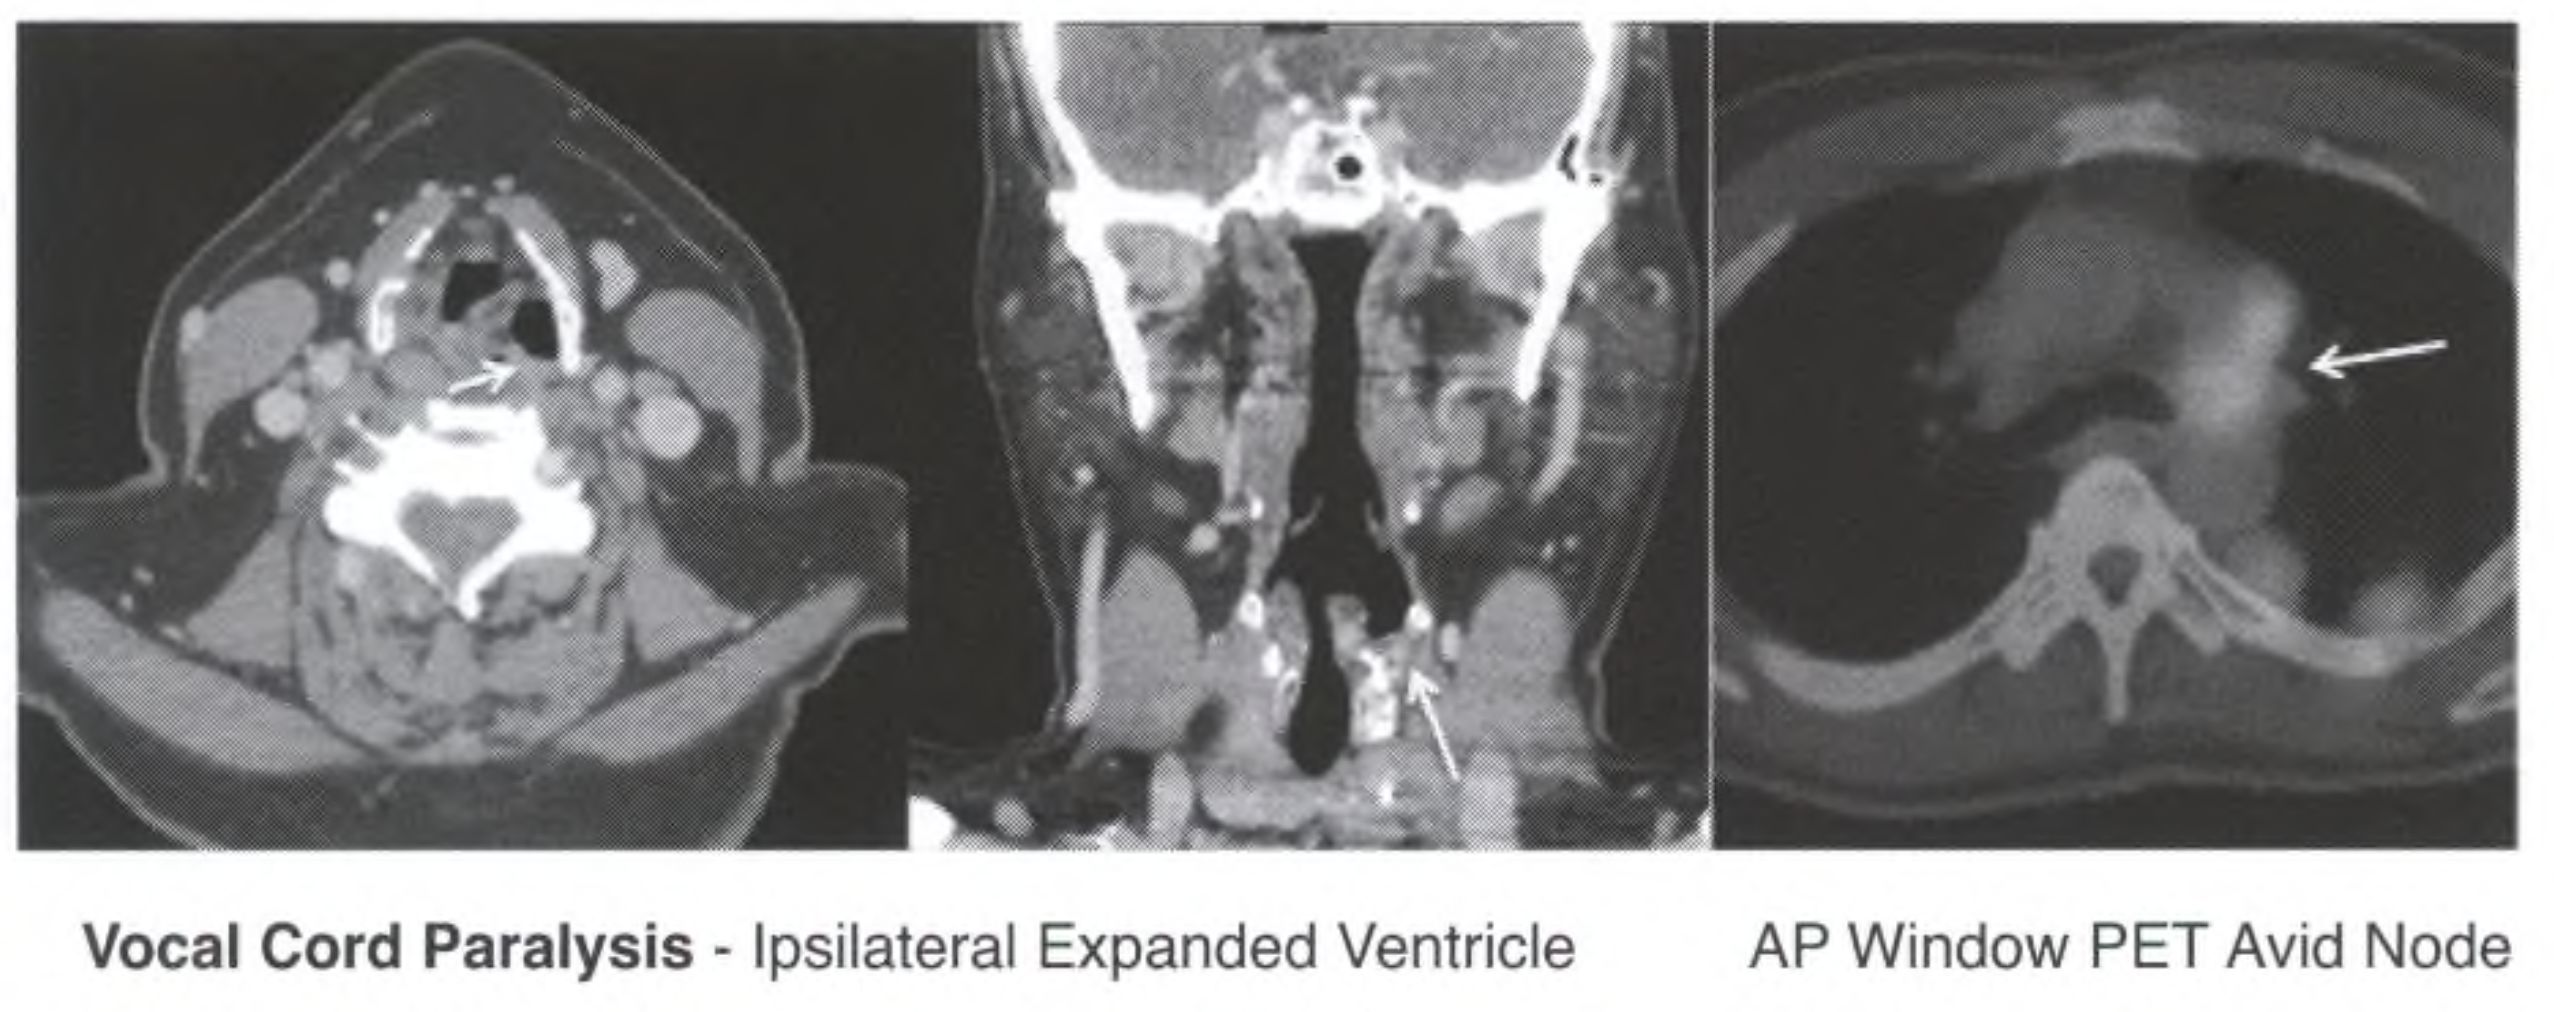 Vocal Cord Paralysis - Ipsilateral Expanded Ventricle
AP Window PET Avid Node